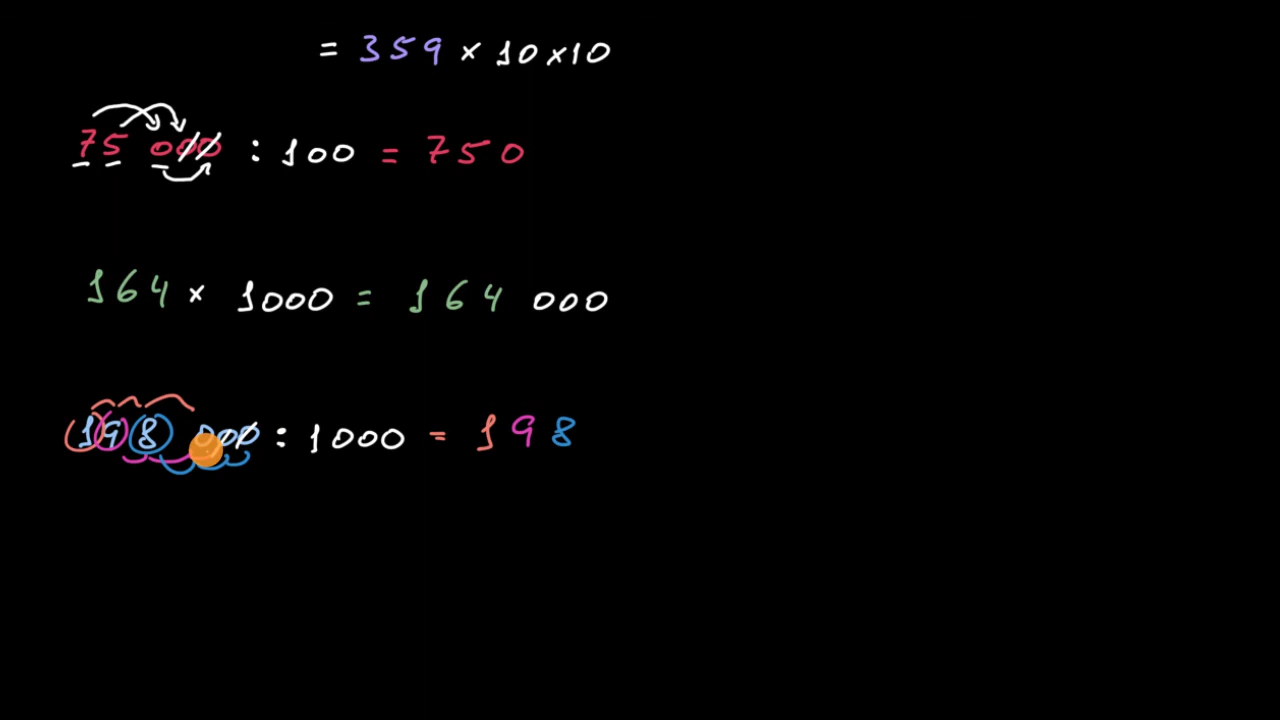 = 359 × 10 × 10
75 000 : 100 = 750
164 × 1000 = 164 000
198 000 : 1000 = 198